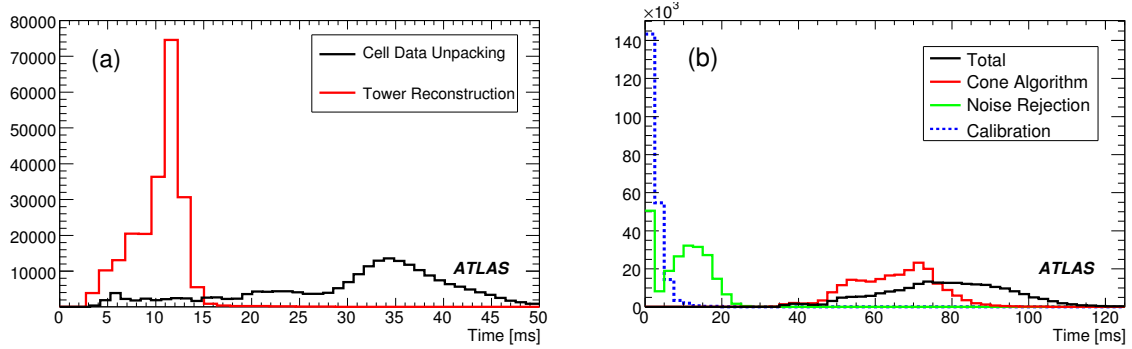 (a)
Cell Data Unpacking
Tower Reconstruction
ATLAS
80000
70000
60000
50000
40000
30000
20000
10000
0 5 10 15 20 25 30 35 40 45 50
Time [ms]
×10³
(b)
Total
Cone Algorithm
Noise Rejection
Calibration
ATLAS
140
120
100
80
60
40
20
0
0 20 40 60 80 100 120
Time [ms]